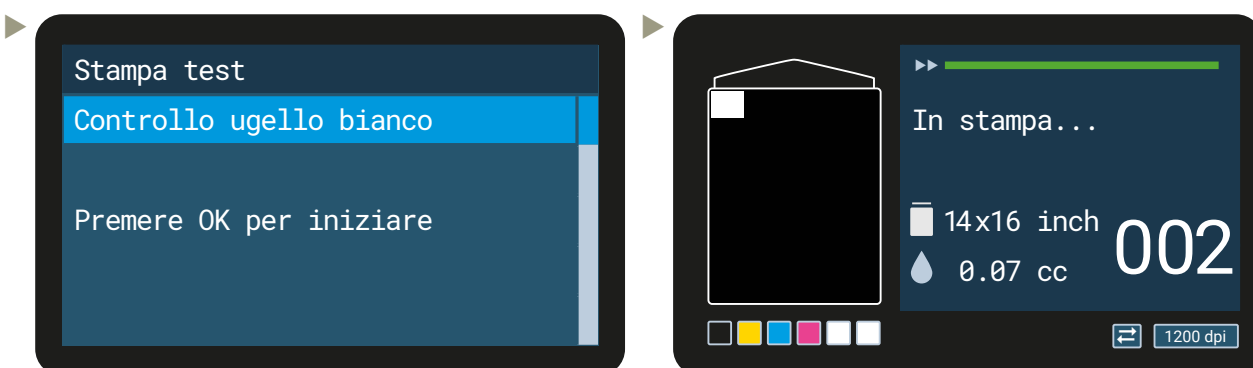 Stampa test
Controllo ugello bianco
Premere OK per iniziare
In stampa...
14x16 inch
0.07 cc
002
1200 dpi